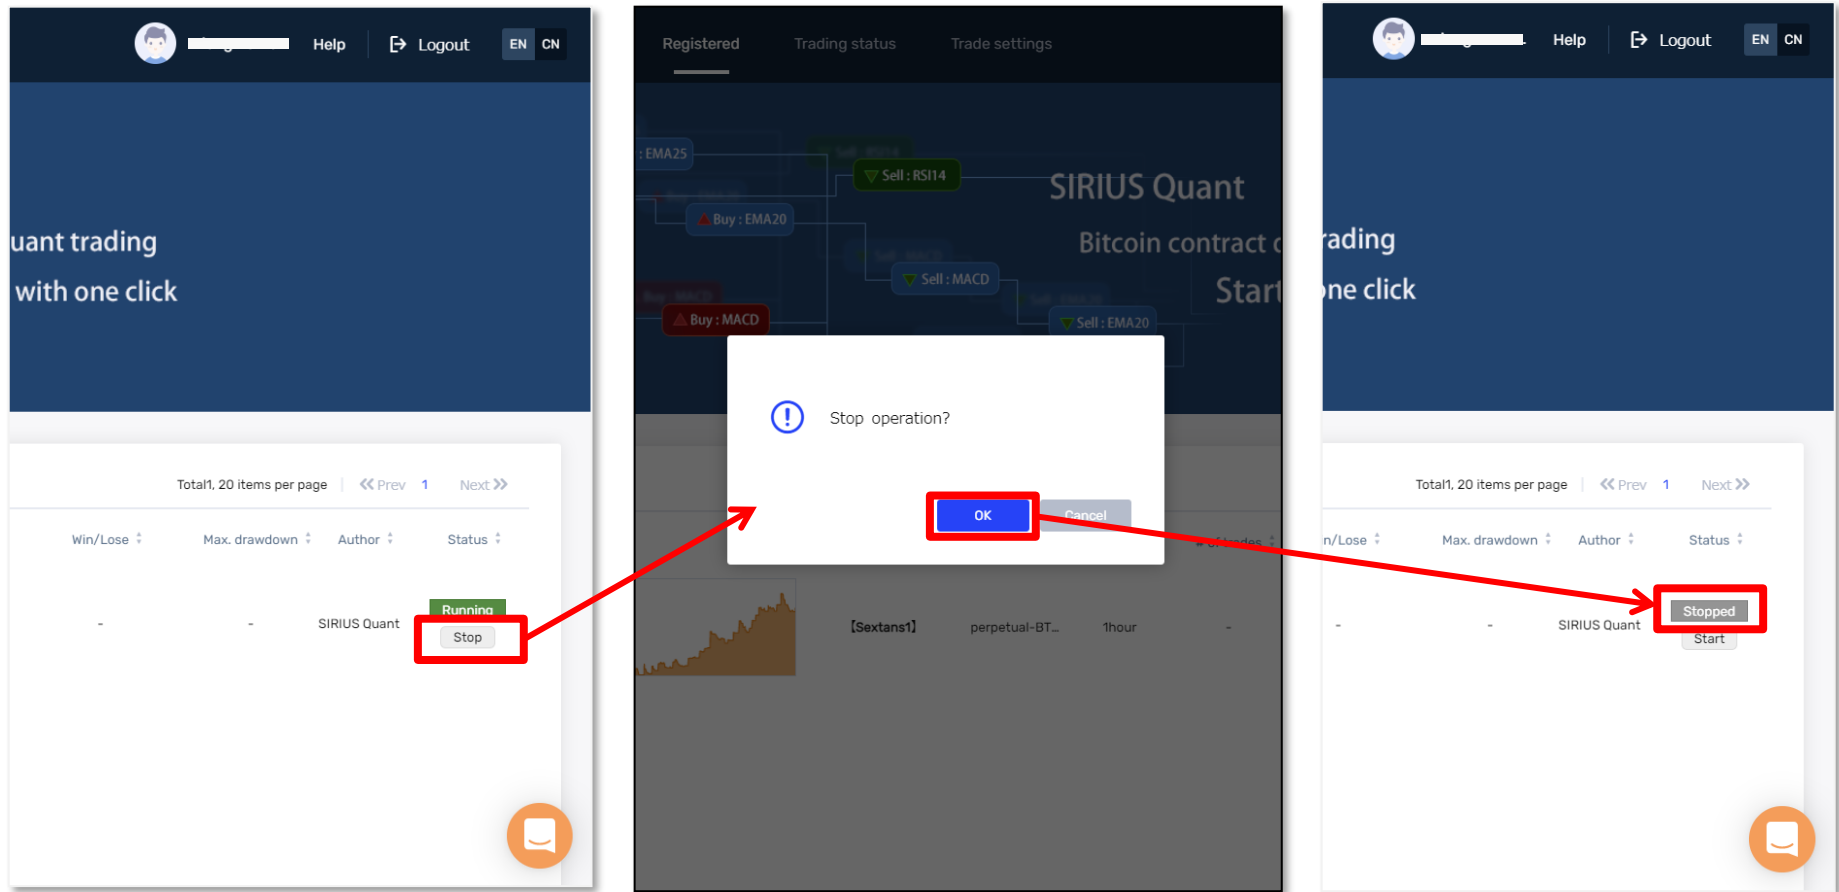 Help
Logout
EN CN
uant trading
with one click
Total1, 20 items per page
Prev 1 Next
Win/Lose Max. drawdown Author Status
- - SIRIUS Quant
Running
Stop
Registered Trading status Trade settings
: EMA25
Sell : RSI14
Buy : EMA20
Sell : MACD
Buy : MACD
Sell : EMA20
SIRIUS Quant
Bitcoin contract
Start
Stop operation?
OK Cancel
# of trades
【Sextans1】 perpetual-BT... 1hour -
Help
Logout
EN CN
rading
one click
Total1, 20 items per page
Prev 1 Next
n/Lose Max. drawdown Author Status
- - SIRIUS Quant
Stopped
Start